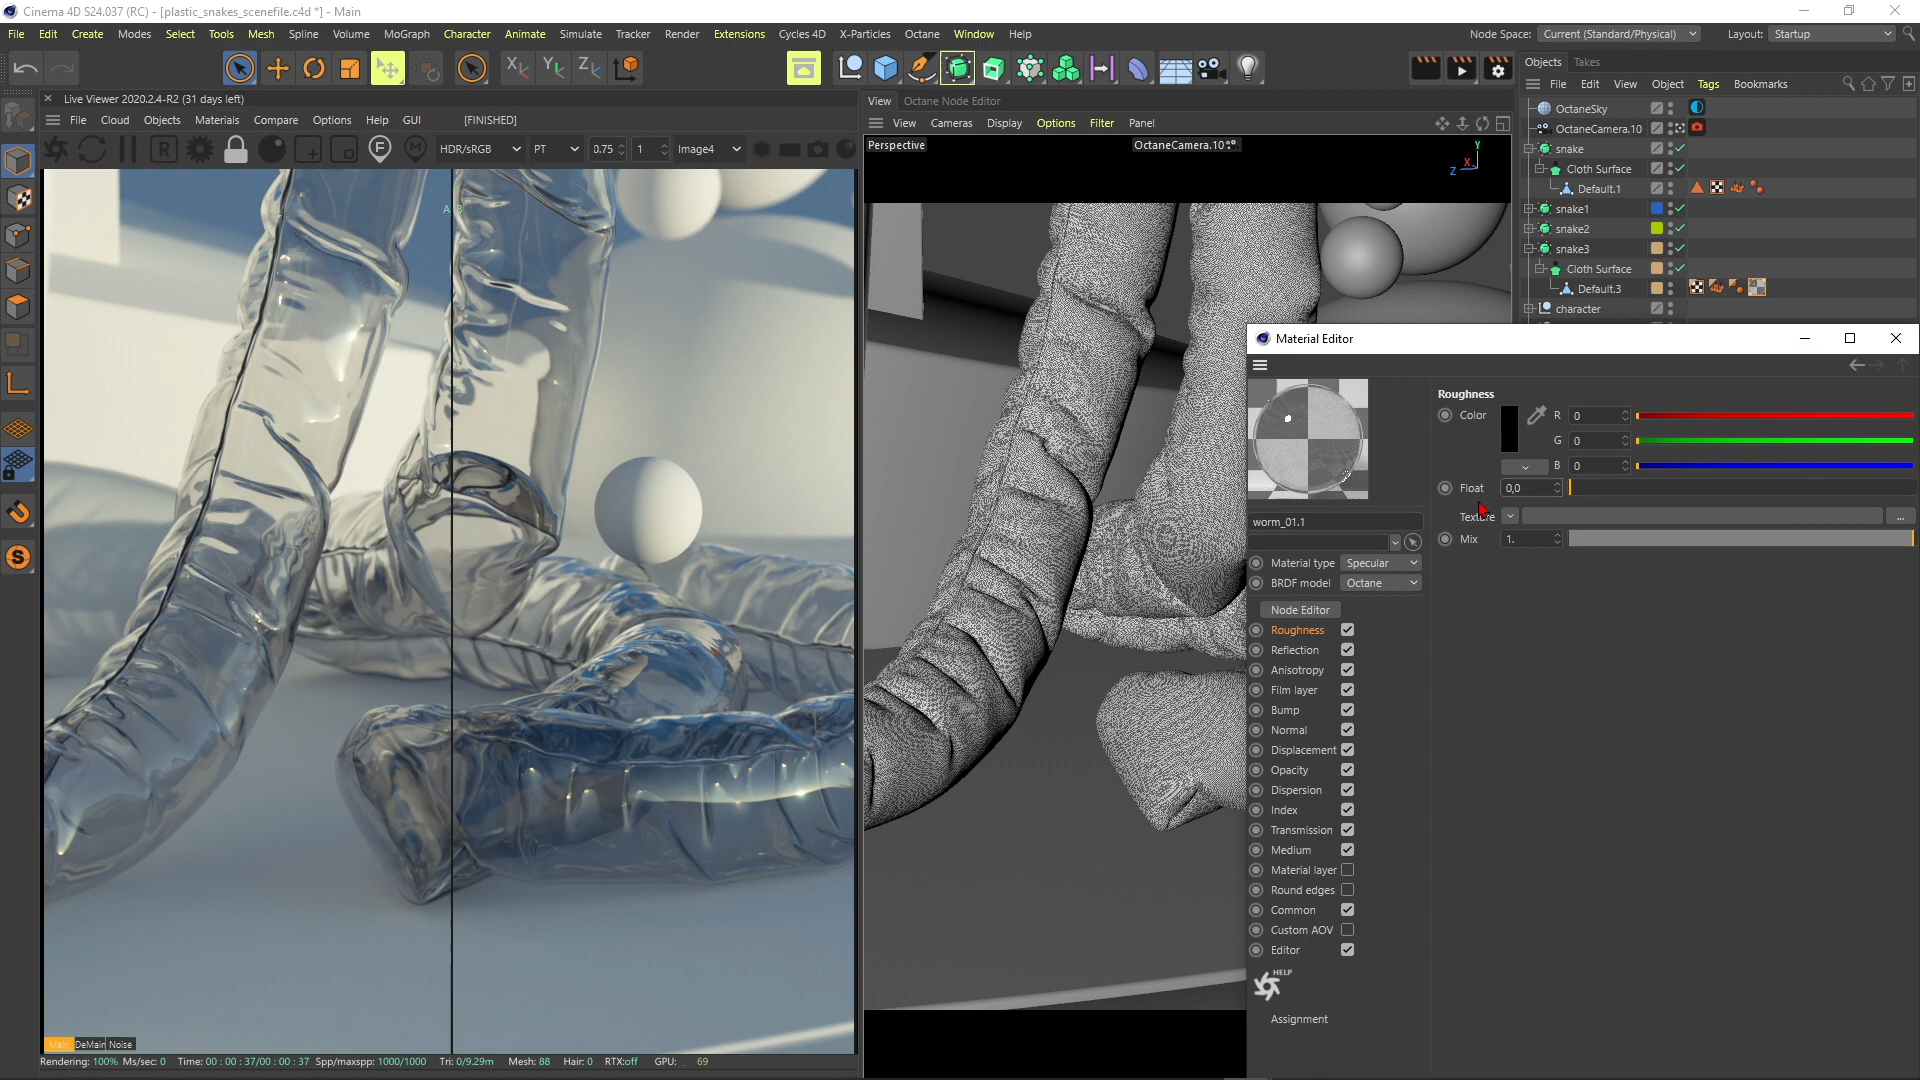 Cinema 4D S24.037 (RC) - [plastic_snakes_scenefile.c4d *] - Main
File Edit Create Modes Select Tools Mesh Spline Volume MoGraph Character Animate Simulate Tracker Render Extensions Cycles 4D X-Particles Octane Window Help
Node Space: Current (Standard/Physical) Layout: Startup
Live Viewer 2020.2.4-R2 (31 days left)
File Cloud Objects Materials Compare Options Help GUI [FINISHED]
HDR/sRGB PT 0.75 1 Image4
A B
Main DeMain Noise
Rendering: 100% Ms/sec: 0 Time: 00 : 00 : 37/00 : 00 : 37 Spp/maxspp: 1000/1000 Tri: 0/9.29m Mesh: 88 Hair: 0 RTX:off GPU: 69
View Octane Node Editor
View Cameras Display Options Filter Panel
Perspective OctaneCamera.10
Y
X
Z
Objects Takes
File Edit View Object Tags Bookmarks
OctaneSky
OctaneCamera.10
snake
Cloth Surface
Default.1
snake1
snake2
snake3
Cloth Surface
Default.3
character
Material Editor
worm_01.1
Material type Specular
BRDF model Octane
Node Editor
Roughness
Reflection
Anisotropy
Film layer
Bump
Normal
Displacement
Opacity
Dispersion
Index
Transmission
Medium
Material layer
Round edges
Common
Custom AOV
Editor
HELP
Assignment
Roughness
Color R 0
G 0
B 0
Float 0,0
Texture ...
Mix 1.